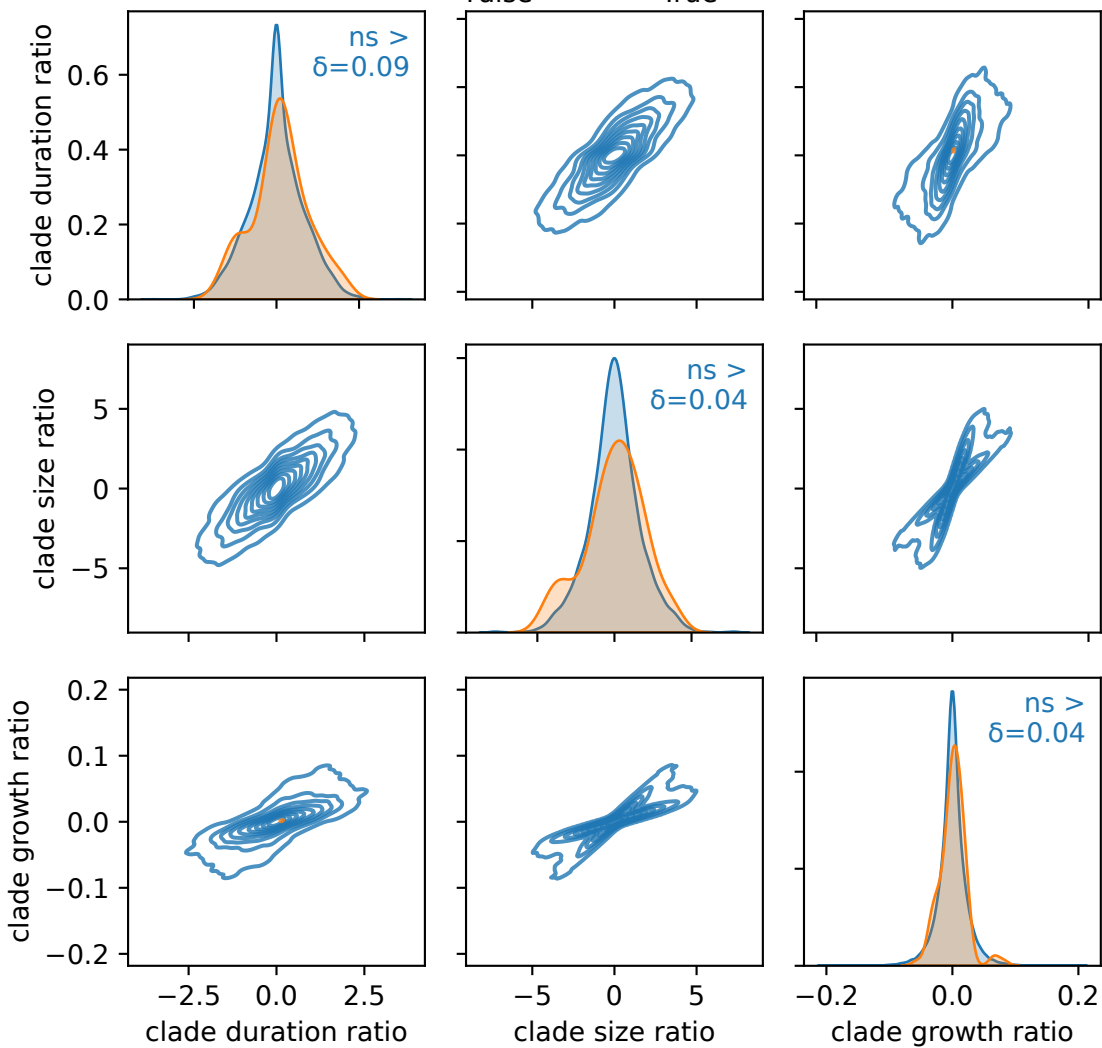 False True
clade duration ratio
0.6
0.4
0.2
0.0
ns >
δ=0.09
clade size ratio
5
0
−5
ns >
δ=0.04
clade growth ratio
0.2
0.1
0.0
−0.1
−0.2
ns >
δ=0.04
−2.5 0.0 2.5
clade duration ratio
−5 0 5
clade size ratio
−0.2 0.0 0.2
clade growth ratio